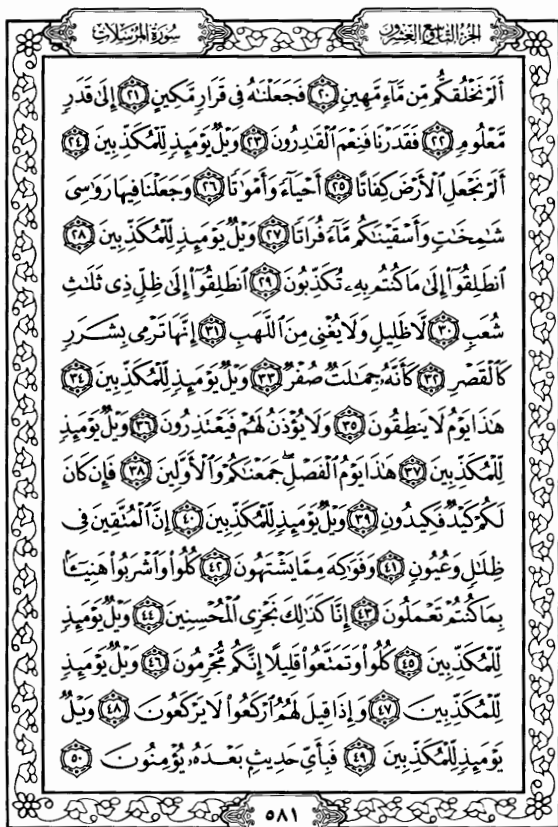 الجزء التاسع والعشرون
سورة المرسلات
أَلَمْ نَخْلُقكُّم مِّن مَّآءٍ مَّهِينٍ ٢٠ فَجَعَلْنَٰهُ فِى قَرَارٍ مَّكِينٍ ٢١ إِلَىٰ قَدَرٍ
مَّعْلُومٍ ٢٢ فَقَدَرْنَا فَنِعْمَ ٱلْقَٰدِرُونَ ٢٣ وَيْلٌ يَوْمَئِذٍ لِّلْمُكَذِّبِينَ ٢٤
أَلَمْ نَجْعَلِ ٱلْأَرْضَ كِفَاتًا ٢٥ أَحْيَآءً وَأَمْوَٰتًا ٢٦ وَجَعَلْنَا فِيهَا رَوَٰسِىَ
شَٰمِخَٰتٍ وَأَسْقَيْنَٰكُم مَّآءً فُرَاتًا ٢٧ وَيْلٌ يَوْمَئِذٍ لِّلْمُكَذِّبِينَ ٢٨
ٱنطَلِقُوٓا۟ إِلَىٰ مَا كُنتُم بِهِۦ تُكَذِّبُونَ ٢٩ ٱنطَلِقُوٓا۟ إِلَىٰ ظِلٍّ ذِى ثَلَٰثِ
شُعَبٍ ٣٠ لَّا ظَلِيلٍ وَلَا يُغْنِى مِنَ ٱللَّهَبِ ٣١ إِنَّهَا تَرْمِى بِشَرَرٍ
كَٱلْقَصْرِ ٣٢ كَأَنَّهُۥ جِمَٰلَتٌ صُفْرٌ ٣٣ وَيْلٌ يَوْمَئِذٍ لِّلْمُكَذِّبِينَ ٣٤
هَٰذَا يَوْمُ لَا يَنطِقُونَ ٣٥ وَلَا يُؤْذَنُ لَهُمْ فَيَعْتَذِرُونَ ٣٦ وَيْلٌ يَوْمَئِذٍ
لِّلْمُكَذِّبِينَ ٣٧ هَٰذَا يَوْمُ ٱلْفَصْلِ ۖ جَمَعْنَٰكُمْ وَٱلْأَوَّلِينَ ٣٨ فَإِن كَانَ
لَكُمْ كَيْدٌ فَكِيدُونِ ٣٩ وَيْلٌ يَوْمَئِذٍ لِّلْمُكَذِّبِينَ ٤٠ إِنَّ ٱلْمُتَّقِينَ فِى
ظِلَٰلٍ وَعُيُونٍ ٤١ وَفَوَٰكِهَ مِمَّا يَشْتَهُونَ ٤٢ كُلُوا۟ وَٱشْرَبُوا۟ هَنِيٓـًٔۢا
بِمَا كُنتُمْ تَعْمَلُونَ ٤٣ إِنَّا كَذَٰلِكَ نَجْزِى ٱلْمُحْسِنِينَ ٤٤ وَيْلٌ يَوْمَئِذٍ
لِّلْمُكَذِّبِينَ ٤٥ كُلُوا۟ وَتَمَتَّعُوا۟ قَلِيلًا إِنَّكُم مُّجْرِمُونَ ٤٦ وَيْلٌ يَوْمَئِذٍ
لِّلْمُكَذِّبِينَ ٤٧ وَإِذَا قِيلَ لَهُمُ ٱرْكَعُوا۟ لَا يَرْكَعُونَ ٤٨ وَيْلٌ
يَوْمَئِذٍ لِّلْمُكَذِّبِينَ ٤٩ فَبِأَىِّ حَدِيثٍۭ بَعْدَهُۥ يُؤْمِنُونَ ٥٠
٥٨١